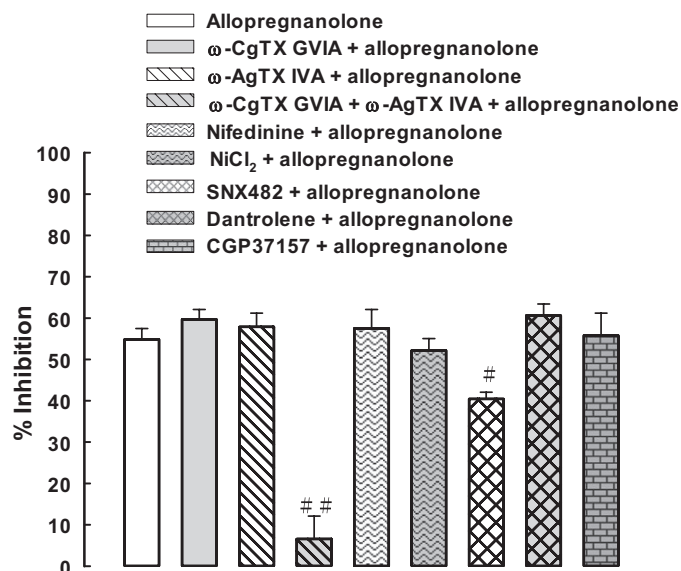 Allopregnanolone
ω-CgTX GVIA + allopregnanolone
ω-AgTX IVA + allopregnanolone
ω-CgTX GVIA + ω-AgTX IVA + allopregnanolone
Nifedinine + allopregnanolone
NiCl2 + allopregnanolone
SNX482 + allopregnanolone
Dantrolene + allopregnanolone
CGP37157 + allopregnanolone
% Inhibition
100
90
80
70
60
50
40
30
20
10
0
##
#